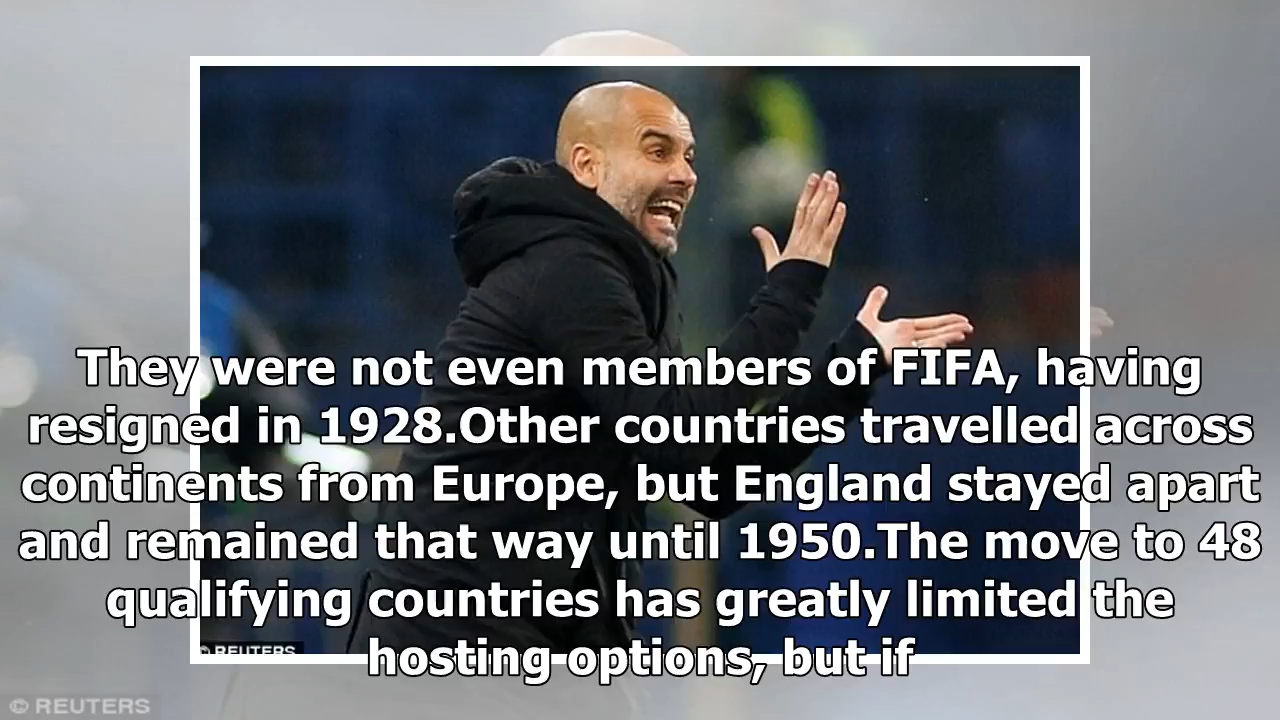 They were not even members of FIFA, having
resigned in 1928.Other countries travelled across
continents from Europe, but England stayed apart
and remained that way until 1950.The move to 48
qualifying countries has greatly limited the
hosting options, but if
© REUTERS
© REUTERS